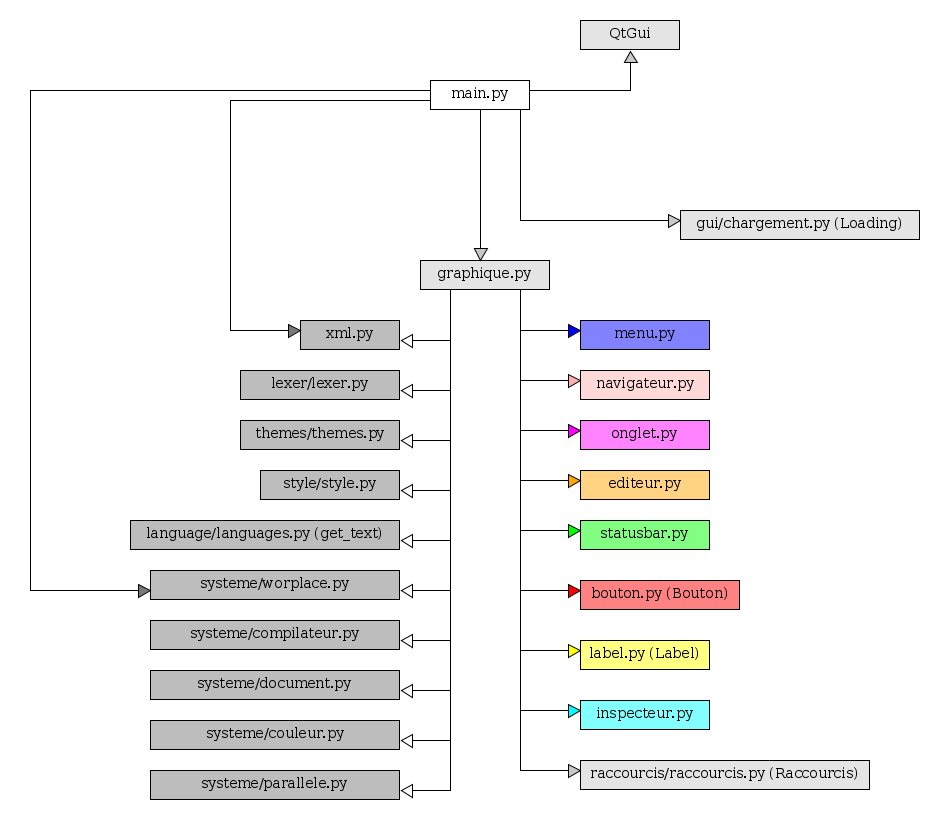 QtGui
main.py
gui/chargement.py (Loading)
graphique.py
xml.py
menu.py
lexer/lexer.py
navigateur.py
themes/themes.py
onglet.py
style/style.py
editeur.py
language/languages.py (get_text)
statusbar.py
systeme/worplace.py
bouton.py (Bouton)
systeme/compilateur.py
label.py (Label)
systeme/document.py
inspecteur.py
systeme/couleur.py
raccourcis/raccourcis.py (Raccourcis)
systeme/parallele.py